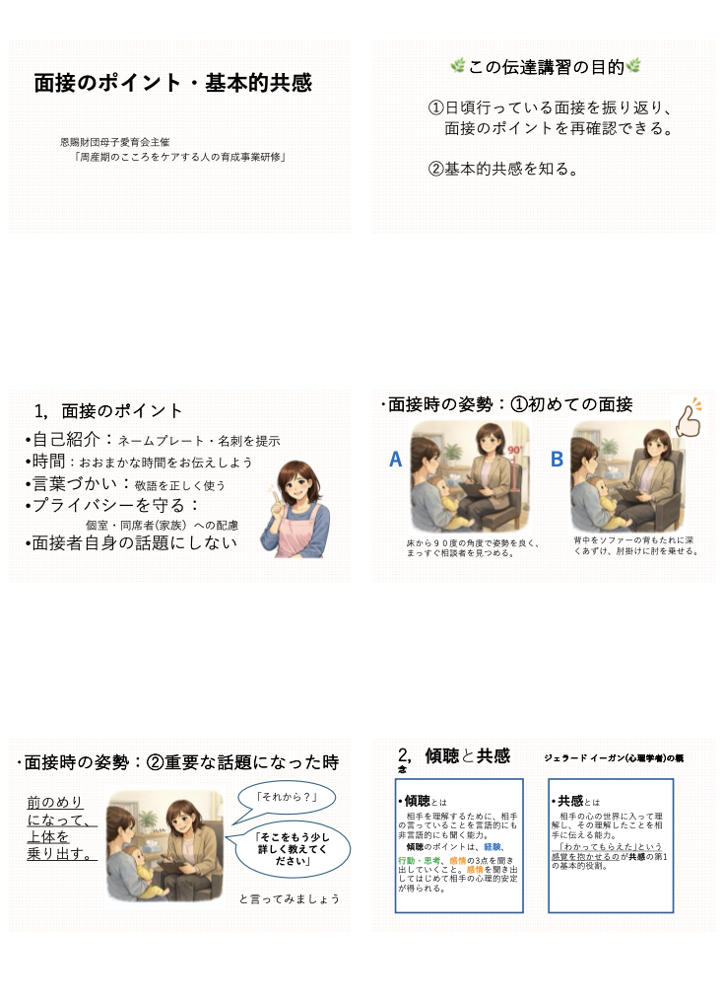 面接のポイント・基本的共感
恩賜財団母子愛育会主催
「周産期のこころをケアする人の育成事業研修」
この伝達講習の目的
①日頃行っている面接を振り返り、
面接のポイントを再確認できる。
②基本的共感を知る。
1，面接のポイント
•自己紹介：ネームプレート・名刺を提示
•時間：おおまかな時間をお伝えしよう
•言葉づかい：敬語を正しく使う
•プライバシーを守る：
個室・同席者(家族）への配慮
•面接者自身の話題にしない
・面接時の姿勢：①初めての面接
A
90°
B
床から９０度の角度で姿勢を良く、
まっすぐ相談者を見つめる。
背中をソファーの背もたれに深
くあずけ、肘掛けに肘を乗せる。
・面接時の姿勢：②重要な話題になった時
前のめり
になって、
上体を
乗り出す。
「それから？」
「そこをもう少し
詳しく教えてく
ださい」
と言ってみましょう
2，傾聴と共感 ジェラード イーガン(心理学者)の概
念
•傾聴とは
相手を理解するために、相手
の言っていることを言語的にも
非言語的にも聞く能力。
傾聴のポイントは、経験、
行動・思考、感情の3点を聞き
出していくこと。感情を聞き出
してはじめて相手の心理的安定
が得られる。
•共感とは
相手の心の世界に入って理
解し、その理解したことを相
手に伝える能力。
「わかってもらえた」という
感覚を抱かせるのが共感の第1
の基本的役割。